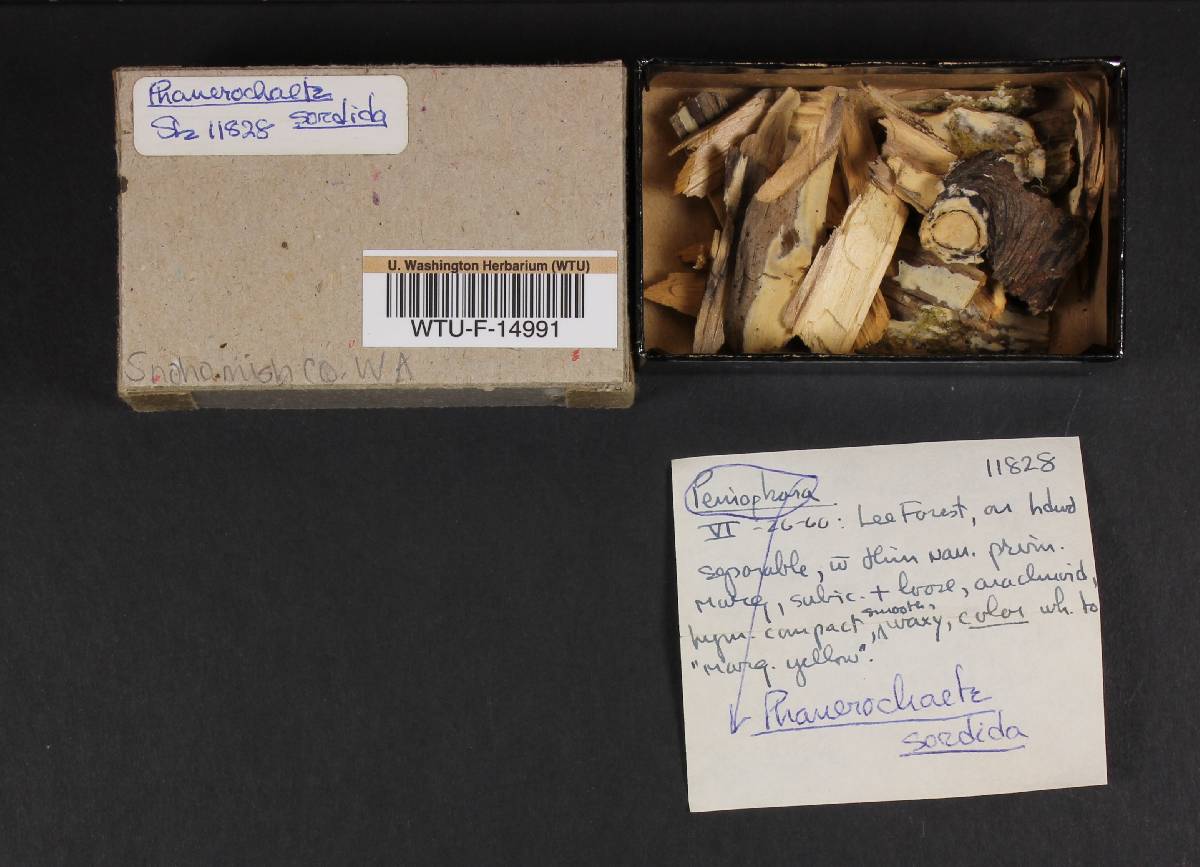 Phanerochaete
sordida
Stz 11828
U. Washington Herbarium (WTU)
WTU-F-14991
Snohomish Co. WA
11828
Peniophora
VI -26-60: Lee Forest, on hdwd
separable, w̄ thin nar. pruin.
marg, subic. + loose, arachnoid,
hym. compact, smooth, waxy, color wh. to
"marg. yellow".
Phanerochaete
sordida